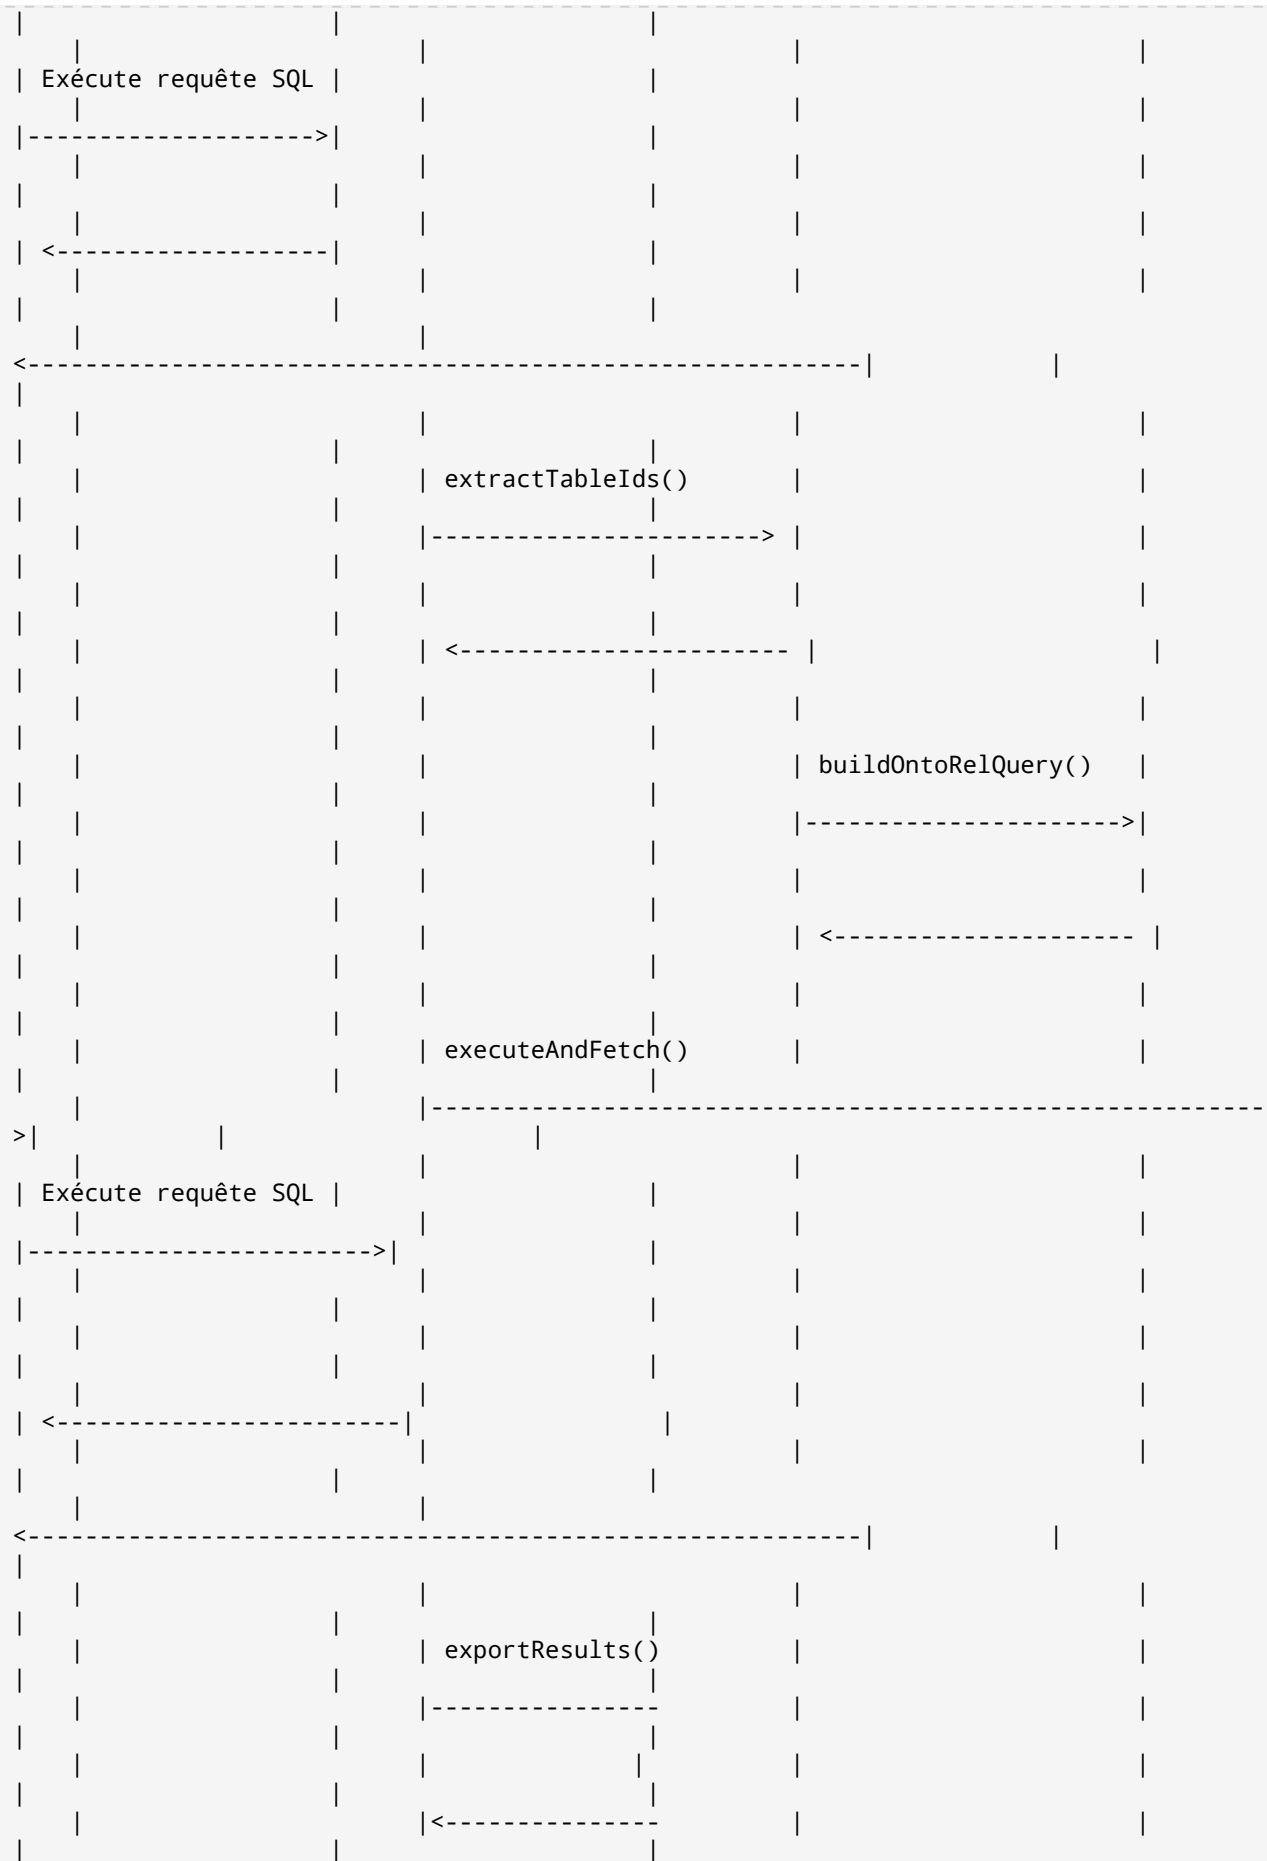 Exécute requête SQL
extractTableIds()
buildOntoRelQuery()
executeAndFetch()
Exécute requête SQL
exportResults()